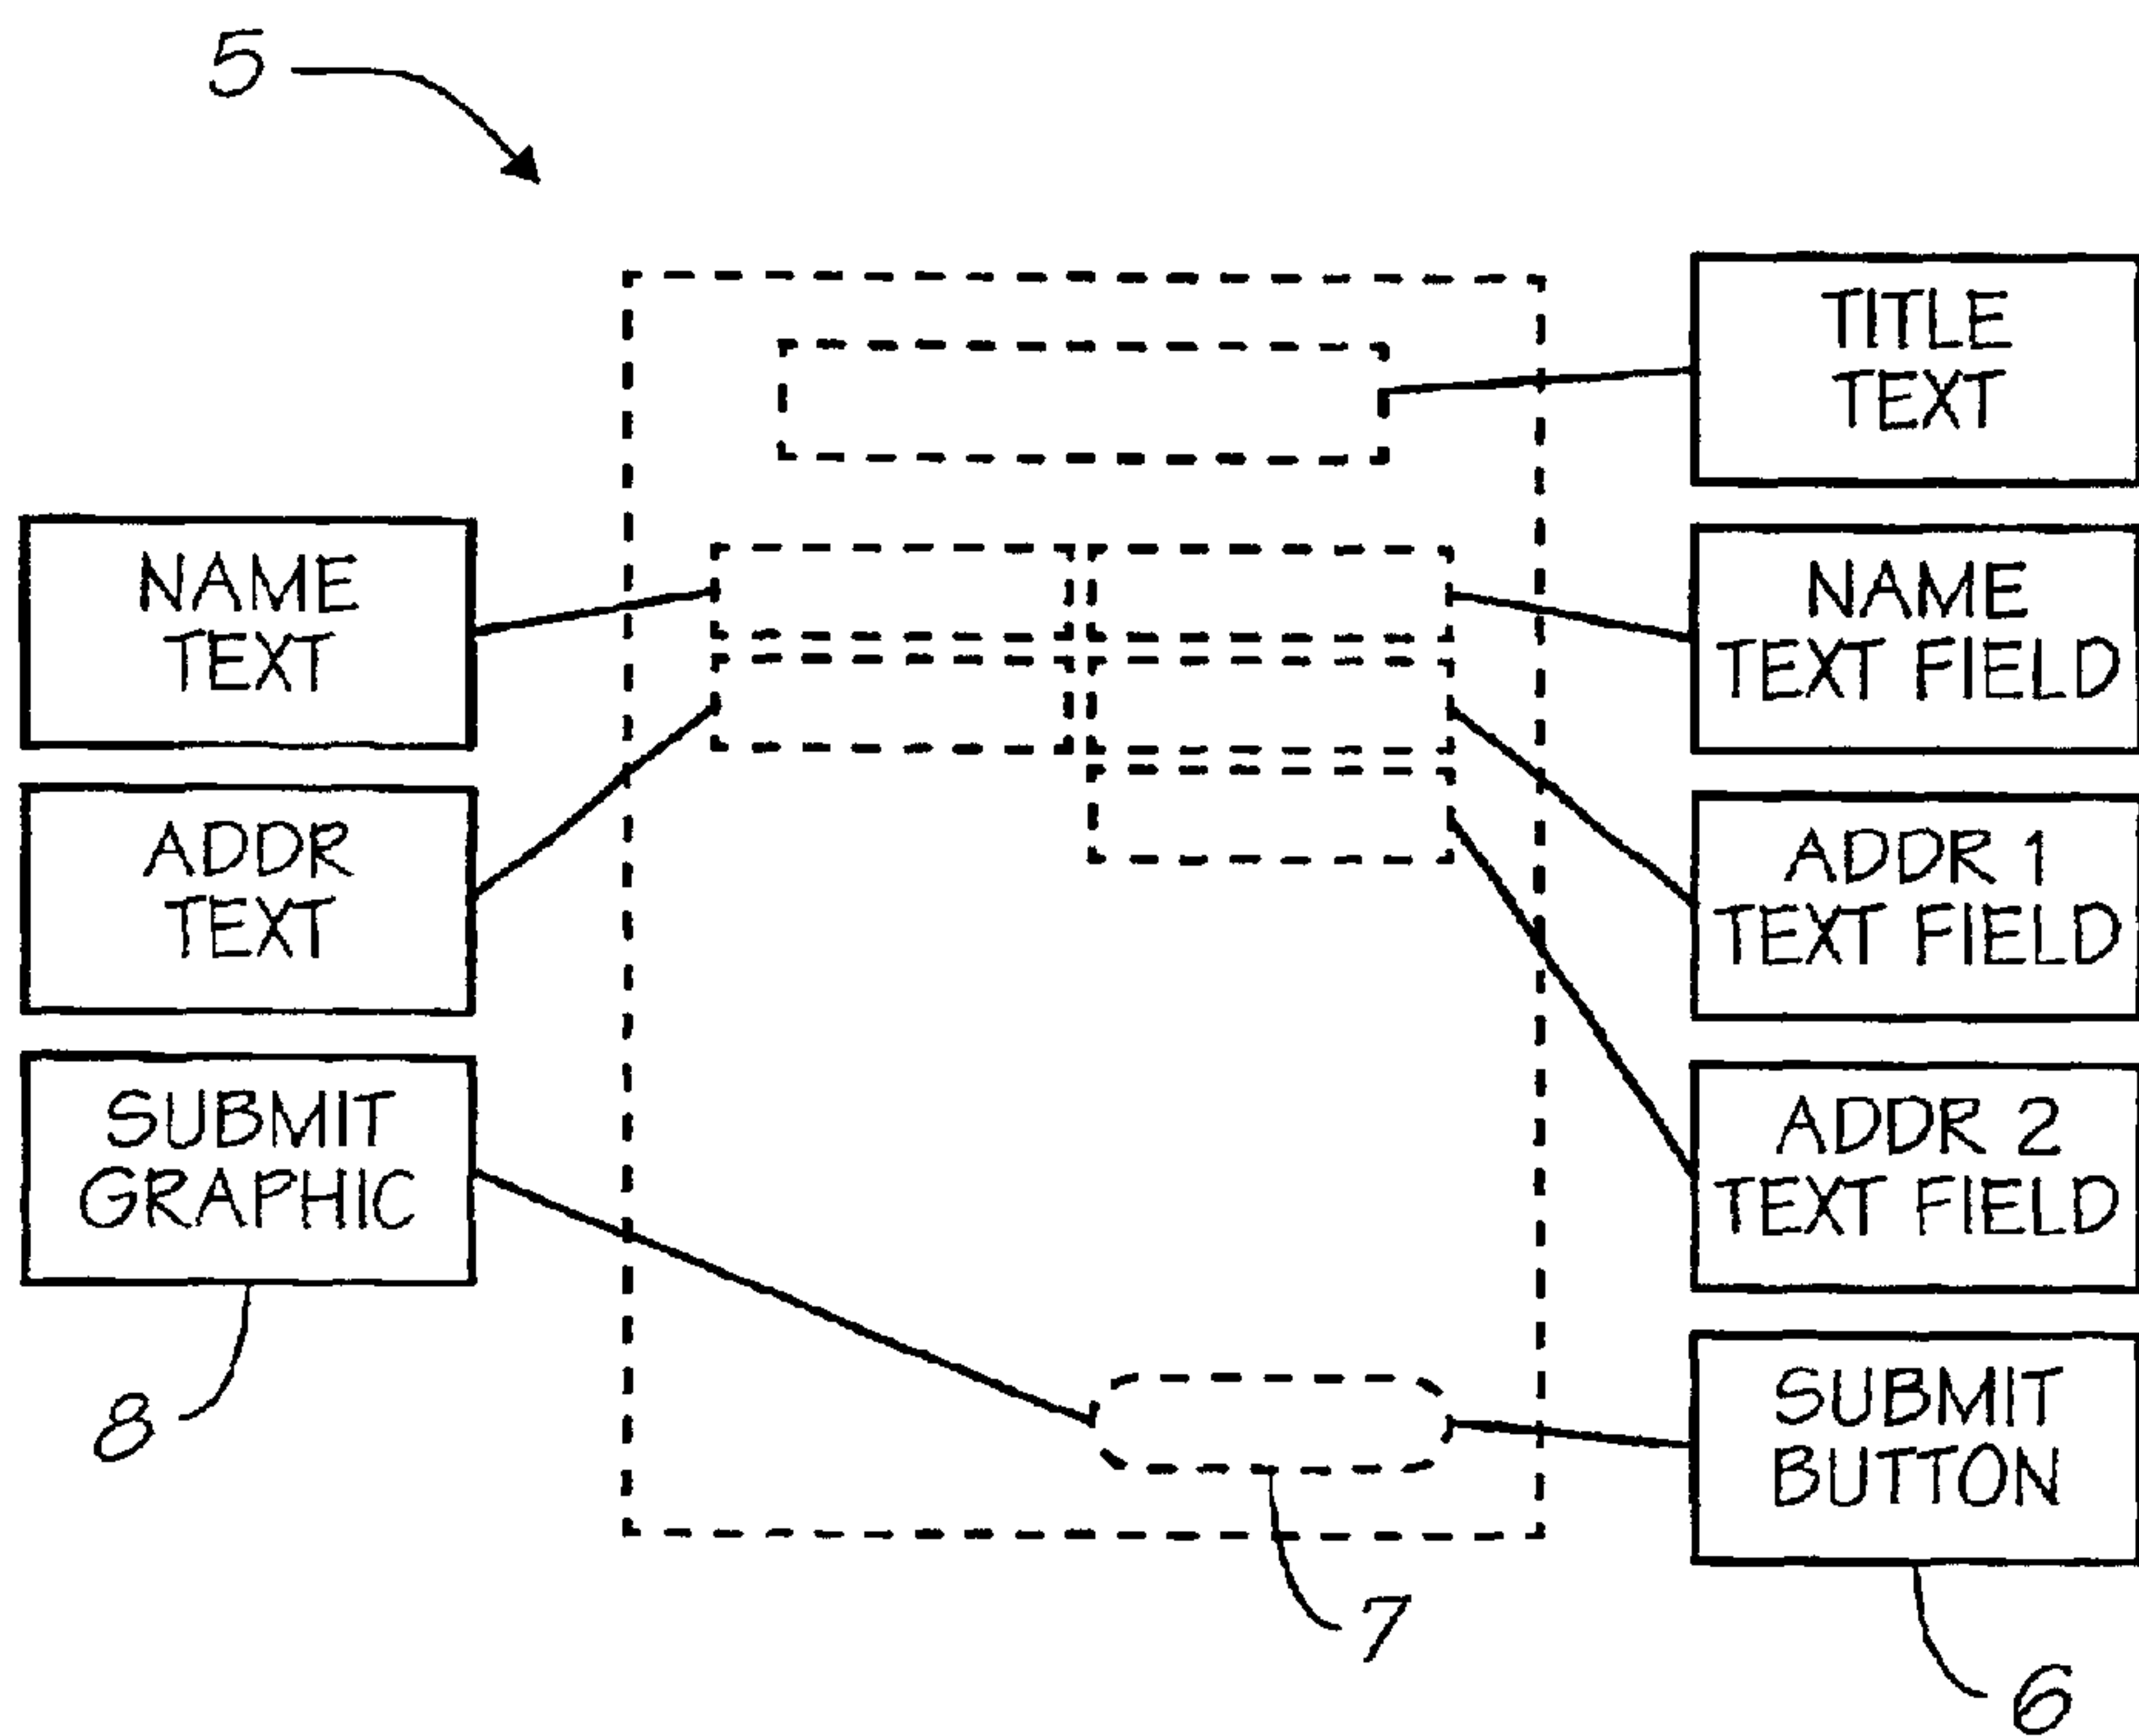 5
TITLE
TEXT
NAME
TEXT
NAME
TEXT FIELD
ADDR
TEXT
ADDR 1
TEXT FIELD
SUBMIT
GRAPHIC
ADDR 2
TEXT FIELD
8
SUBMIT
BUTTON
7
6